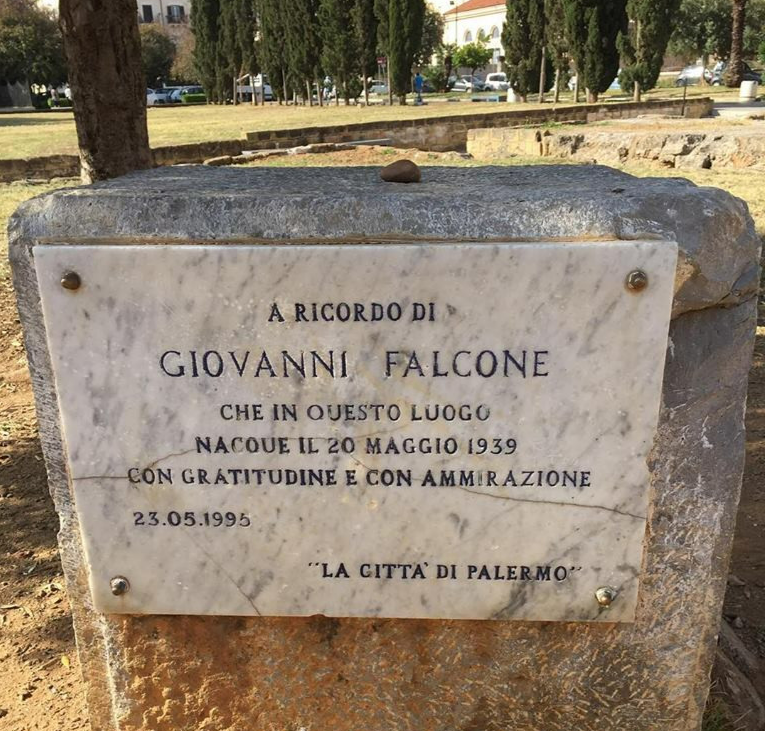 A RICORDO DI
GIOVANNI FALCONE
CHE IN QUESTO LUOGO
NACQUE IL 20 MAGGIO 1939
CON GRATITUDINE E CON AMMIRAZIONE
23.05.1995
"LA CITTA' DI PALERMO"